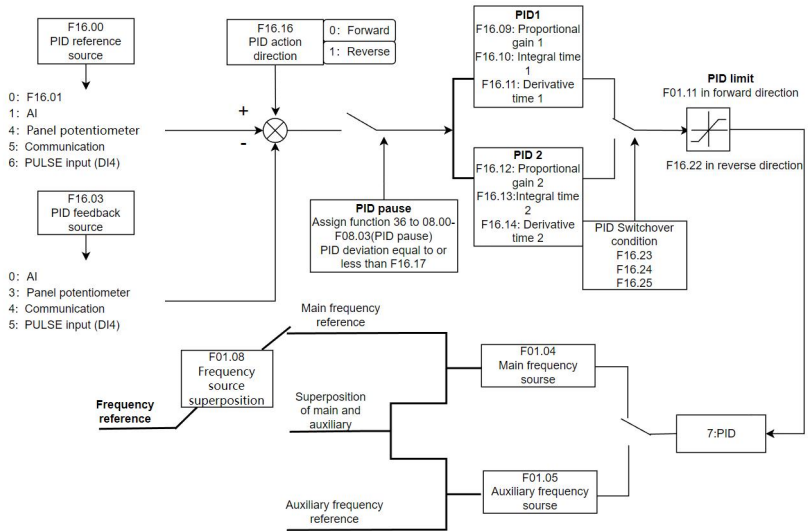 F16.00
PID reference
source
0: F16.01
1: AI
4: Panel potentiometer
5: Communication
6: PULSE input (DI4)
F16.03
PID feedback
source
0: AI
3: Panel potentiometer
4: Communication
5: PULSE input (DI4)
F16.16
PID action
direction
0: Forward
1: Reverse
+
-
PID pause
Assign function 36 to 08.00-
F08.03(PID pause)
PID deviation equal to or
less than F16.17
PID1
F16.09: Proportional
gain 1
F16.10: Integral time
1
F16.11: Derivative
time 1
PID 2
F16.12: Proportional
gain 2
F16.13:Integral time
2
F16.14: Derivative
time 2
PID Switchover
condition
F16.23
F16.24
F16.25
PID limit
F01.11 in forward direction
F16.22 in reverse direction
Main frequency
reference
F01.08
Frequency
source
superposition
Frequency
reference
Superposition
of main and
auxiliary
Auxiliary frequency
reference
F01.04
Main frequency
sourse
F01.05
Auxiliary frequency
sourse
7:PID